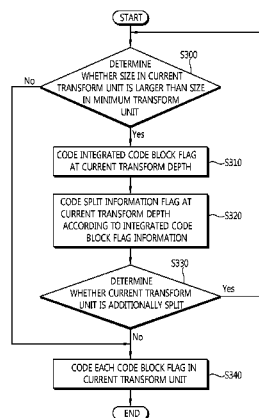 START
S300
DETERMINE
WHETHER SIZE IN CURRENT
TRANSFORM UNIT IS LARGER THAN SIZE
IN MINIMUM TRANSFORM
UNIT
No
Yes
CODE INTEGRATED CODE BLOCK FLAG
AT CURRENT TRANSFORM DEPTH
S310
CODE SPLIT INFORMATION FLAG AT
CURRENT TRANSFORM DEPTH
ACCORDING TO INTEGRATED CODE
BLOCK FLAG INFORMATION
S320
S330
DETERMINE
WHETHER CURRENT TRANSFORM
UNIT IS ADDITIONALLY SPLIT
Yes
No
CODE EACH CODE BLOCK FLAG IN
CURRENT TRANSFORM UNIT
S340
END